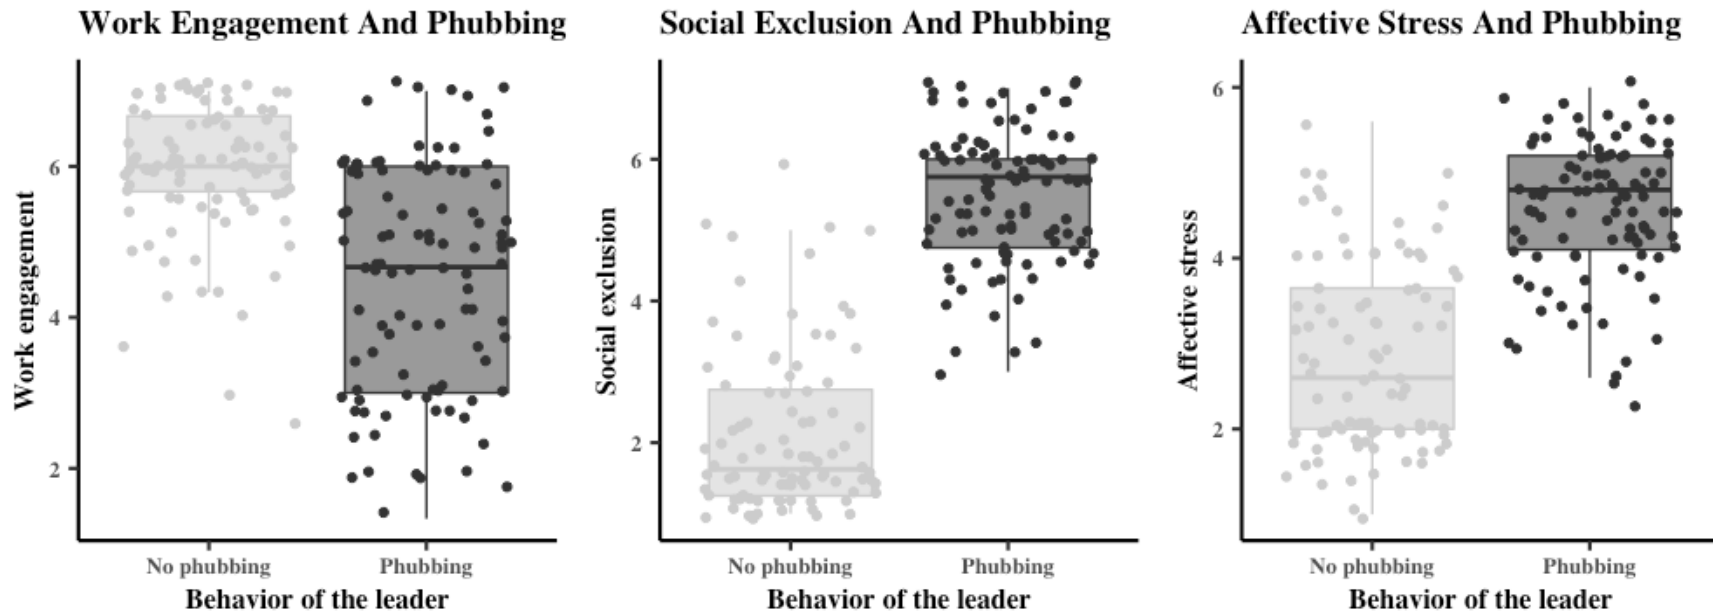 Work Engagement And Phubbing
Work engagement
6
4
2
No phubbing
Phubbing
Behavior of the leader
Social Exclusion And Phubbing
Social exclusion
6
4
2
No phubbing
Phubbing
Behavior of the leader
Affective Stress And Phubbing
Affective stress
6
4
2
No phubbing
Phubbing
Behavior of the leader